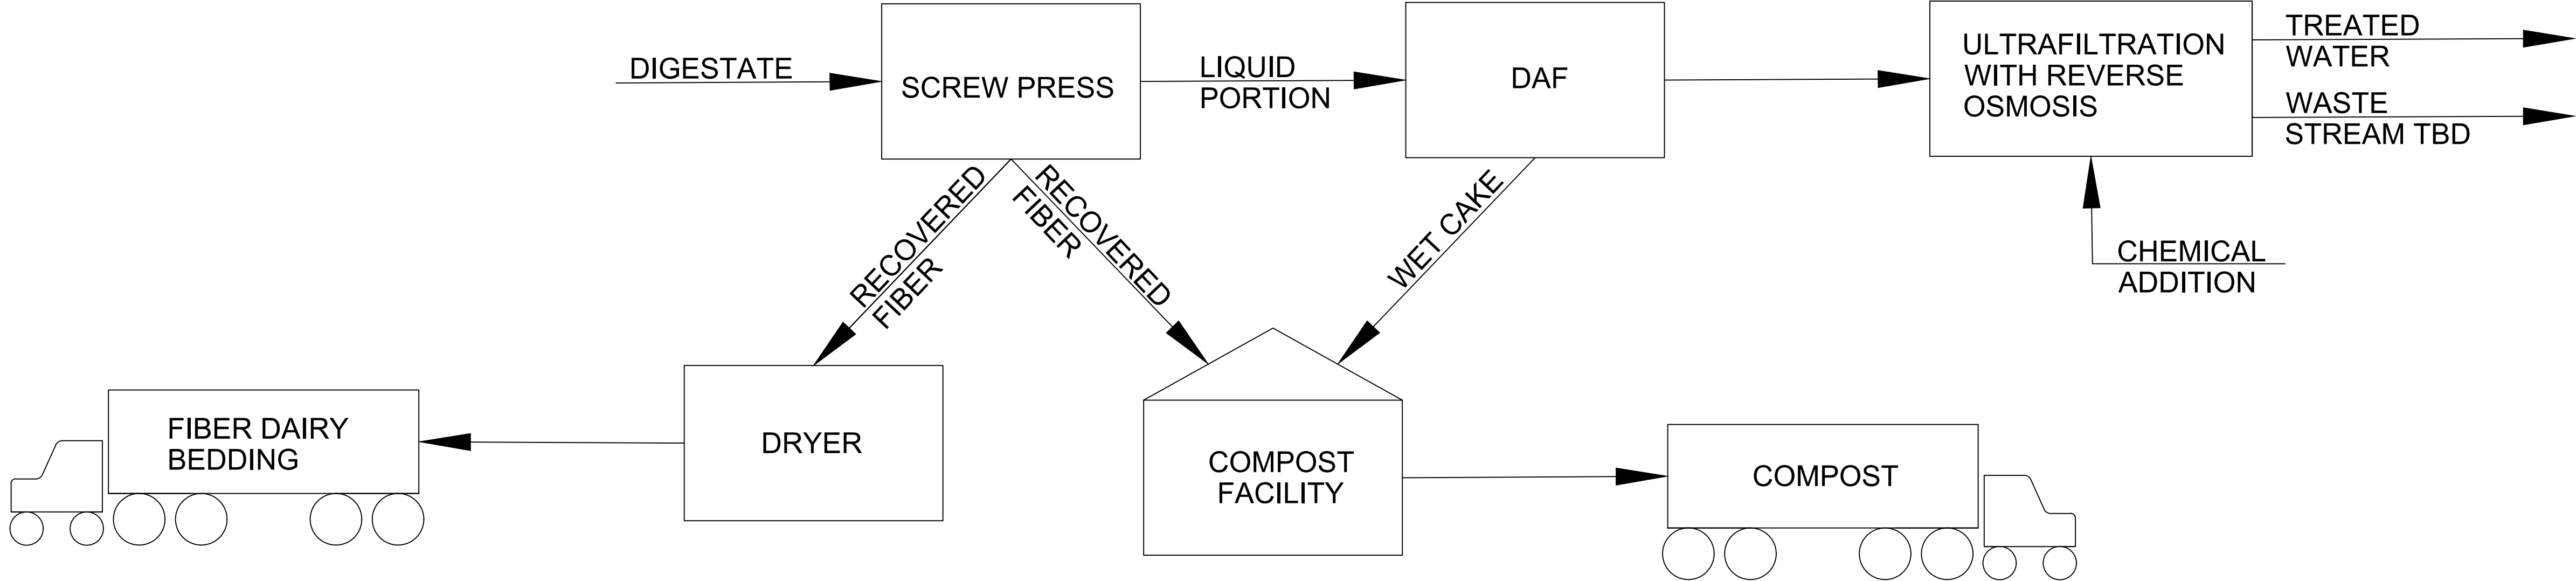 DIGESTATE
SCREW PRESS
LIQUID
PORTION
DAF
ULTRAFILTRATION
WITH REVERSE
OSMOSIS
TREATED
WATER
WASTE
STREAM TBD
RECOVERED
FIBER
RECOVERED
FIBER
WET CAKE
CHEMICAL
ADDITION
FIBER DAIRY
BEDDING
DRYER
COMPOST
FACILITY
COMPOST